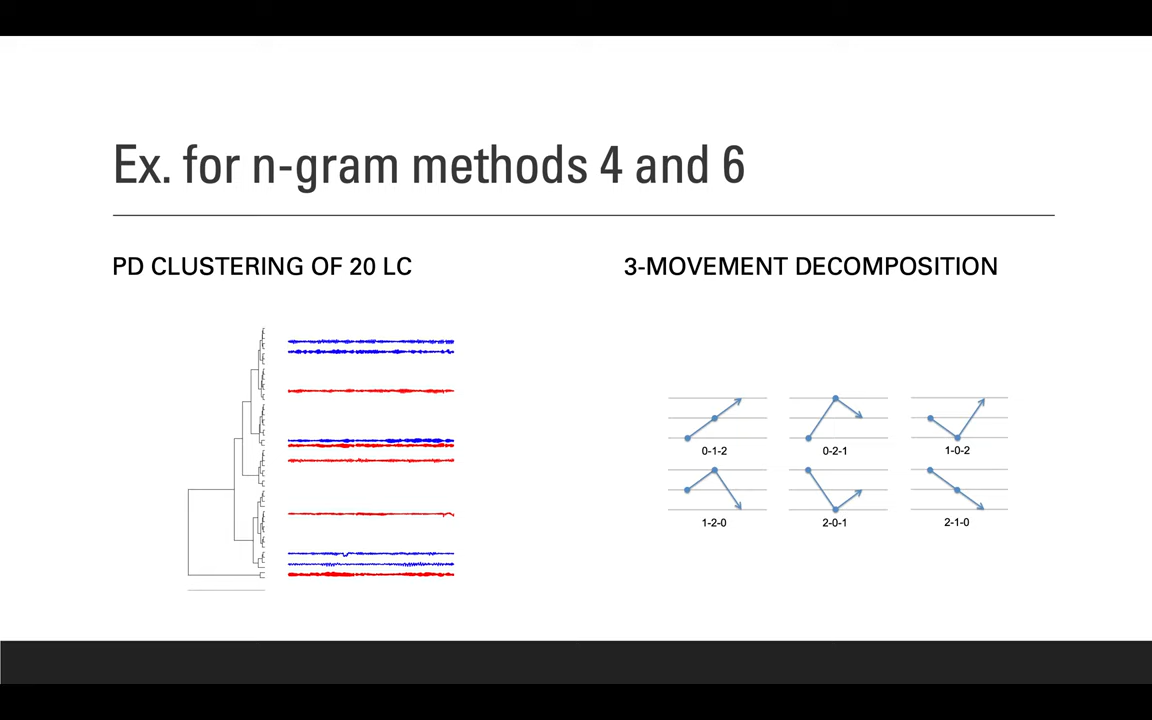 Ex. for n-gram methods 4 and 6
PD CLUSTERING OF 20 LC
3-MOVEMENT DECOMPOSITION
0-1-2
0-2-1
1-0-2
1-2-0
2-0-1
2-1-0